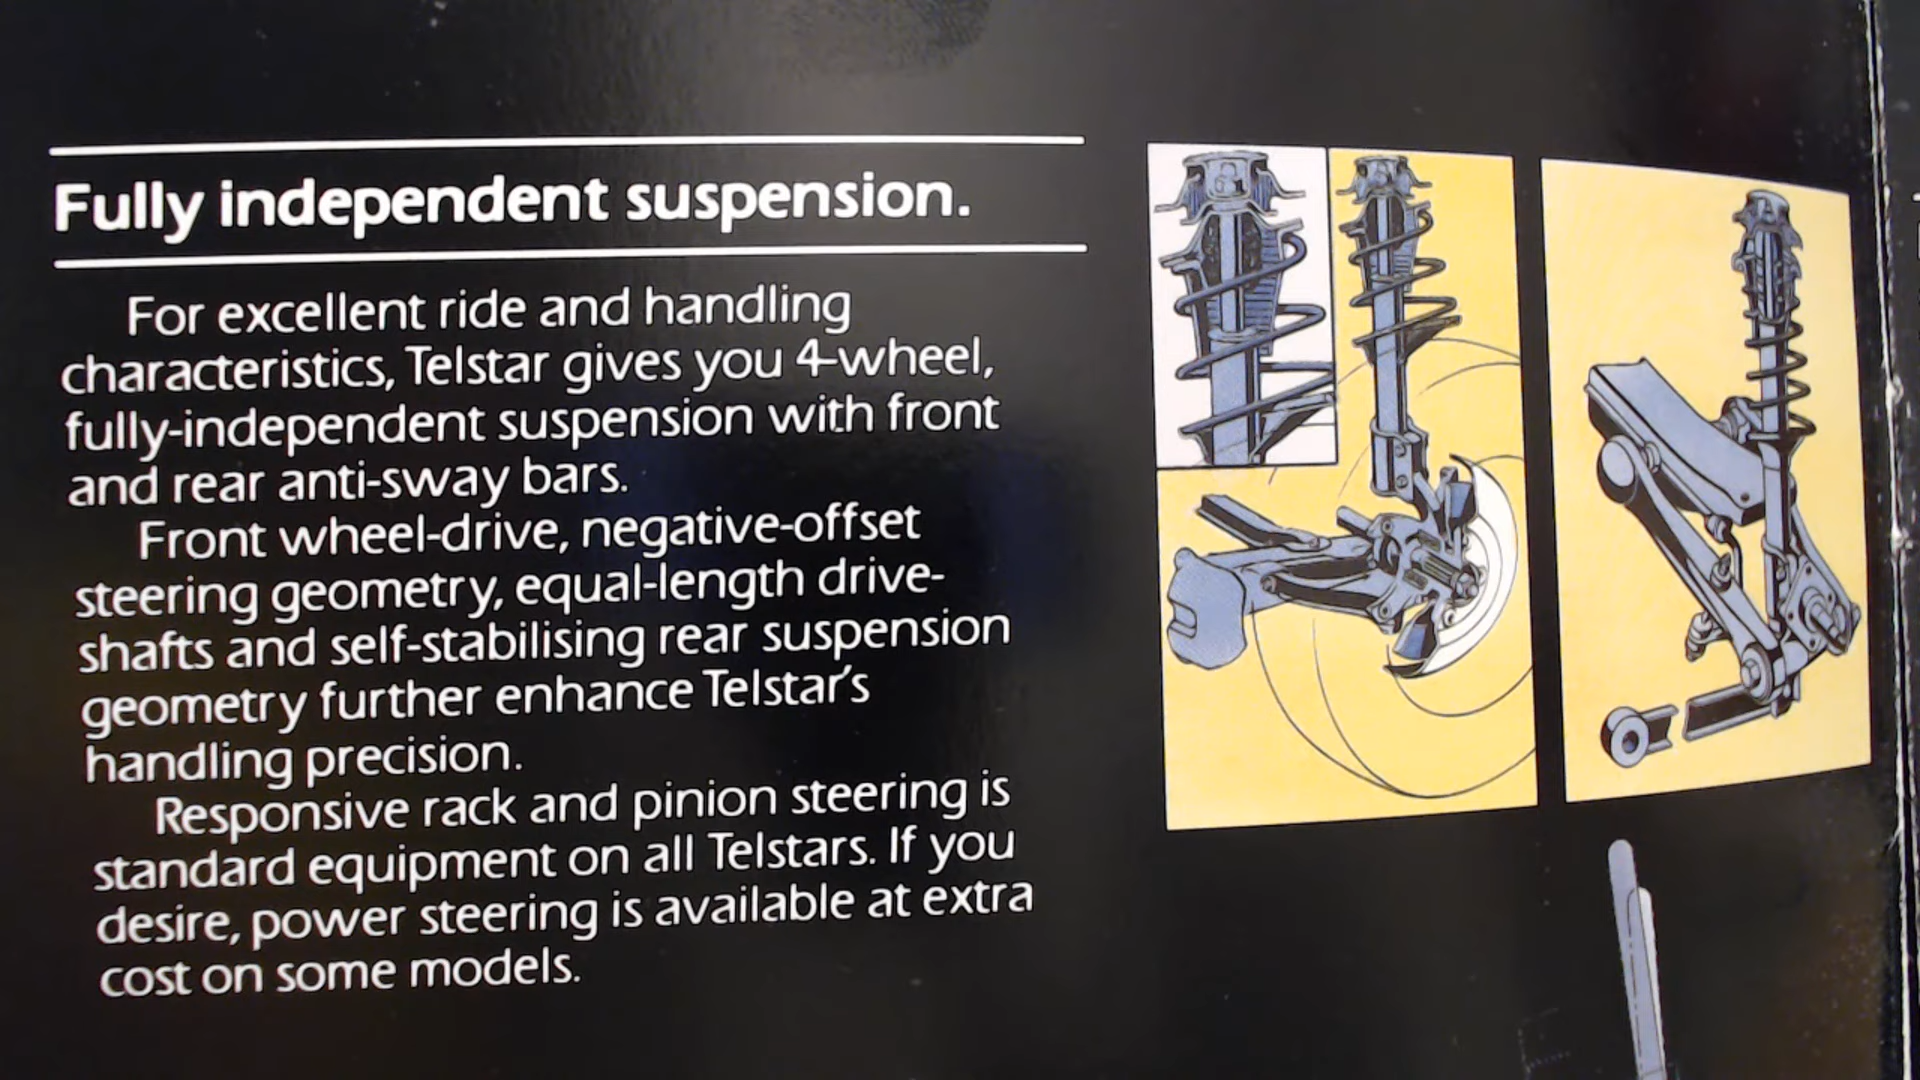 Fully independent suspension.
For excellent ride and handling
characteristics, Telstar gives you 4-wheel,
fully-independent suspension with front
and rear anti-sway bars.
Front wheel-drive, negative-offset
steering geometry, equal-length drive-
shafts and self-stabilising rear suspension
geometry further enhance Telstar's
handling precision.
Responsive rack and pinion steering is
standard equipment on all Telstars. If you
desire, power steering is available at extra
cost on some models.